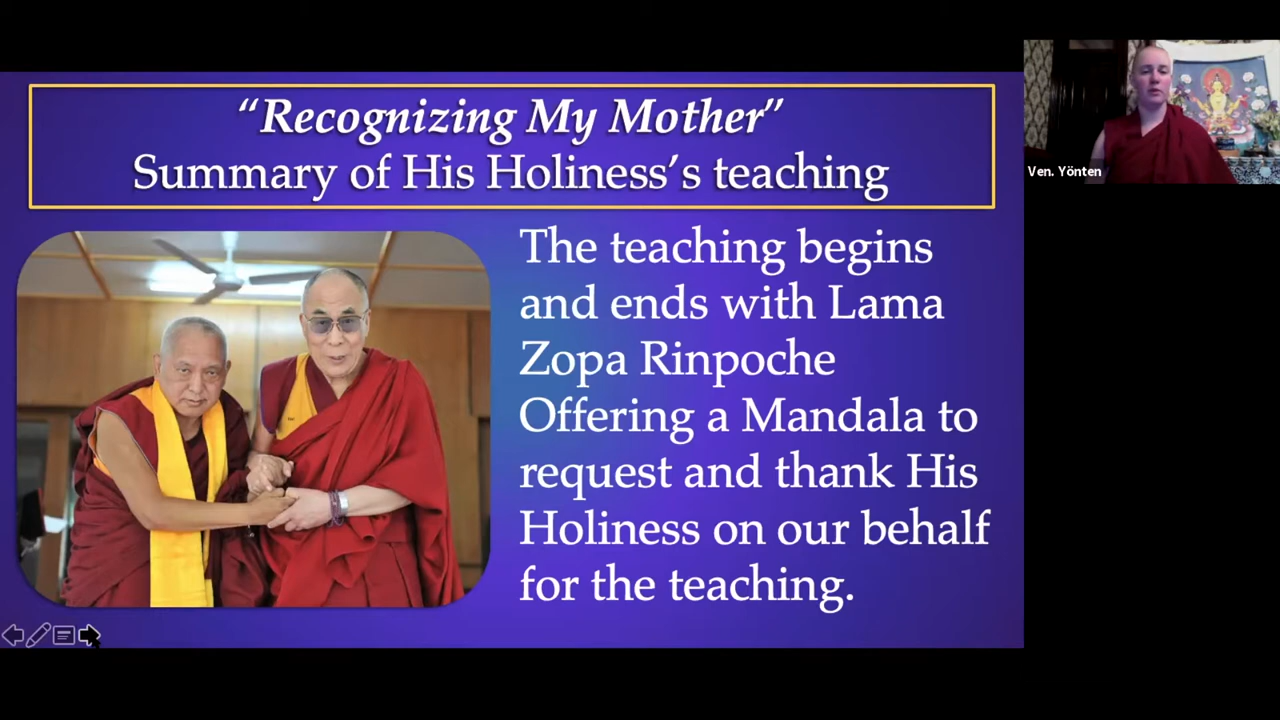 “Recognizing My Mother”
Summary of His Holiness’s teaching
The teaching begins
and ends with Lama
Zopa Rinpoche
Offering a Mandala to
request and thank His
Holiness on our behalf
for the teaching.
Ven. Yönten